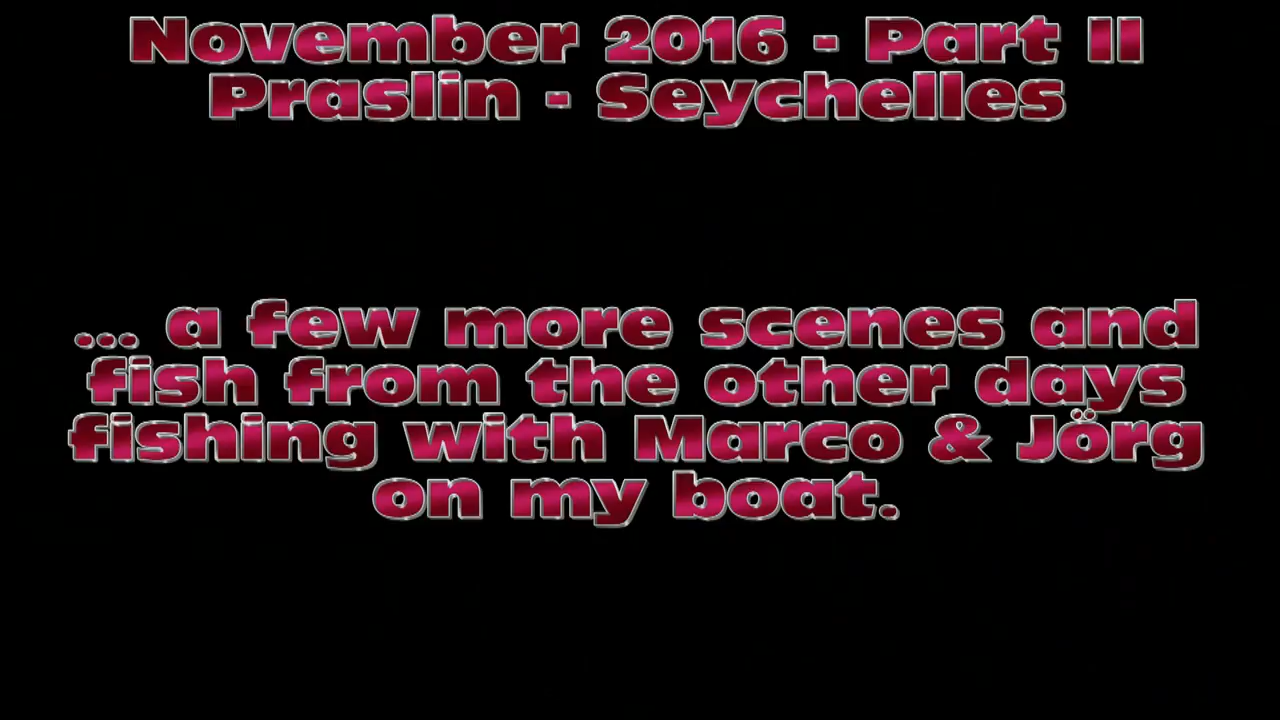 November 2016 - Part II
Praslin - Seychelles
... a few more scenes and
fish from the other days
fishing with Marco & Jörg
on my boat.